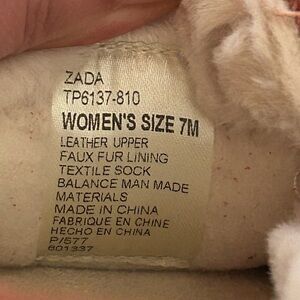 ZADA
TP6137-810
WOMEN'S SIZE 7M
LEATHER UPPER
FAUX FUR LINING
TEXTILE SOCK
BALANCE MAN MADE
MATERIALS
MADE IN CHINA
FABRIQUE EN CHINE
HECHO EN CHINA
P/577
601337